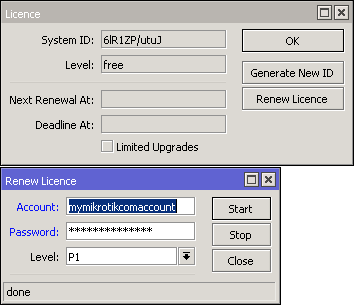 Licence
System ID: 6lR1ZP/utuJ
OK
Level: free
Generate New ID
Next Renewal At:
Renew Licence
Deadline At:
Limited Upgrades
Renew Licence
Account: mymikrotikcomaccount
Start
Password: **************
Stop
Level: P1
Close
done